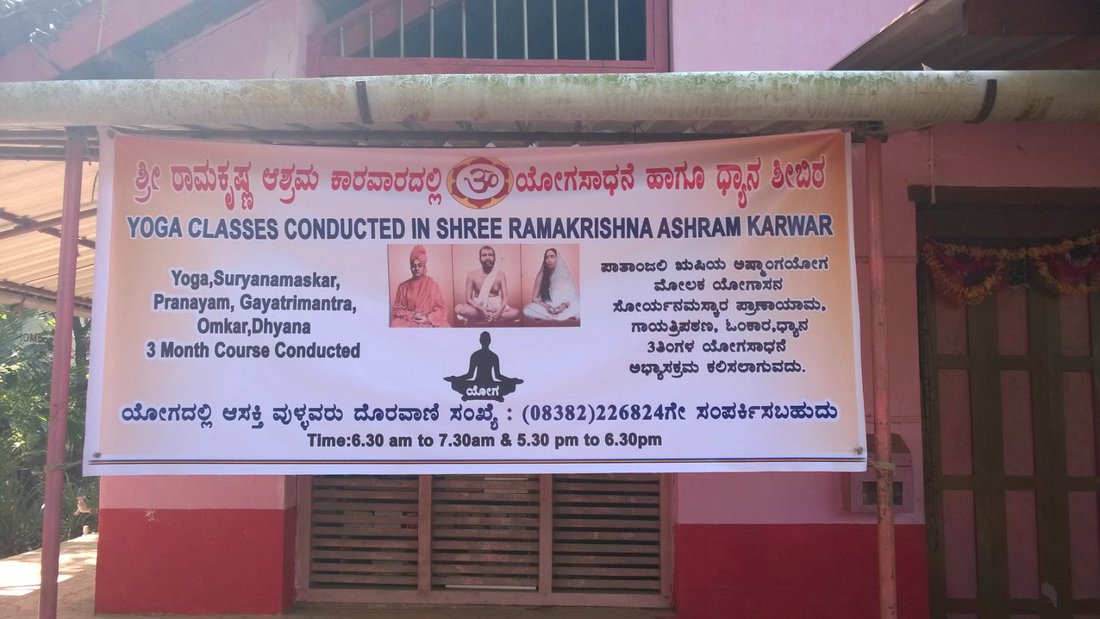 ಶ್ರೀ ರಾಮಕೃಷ್ಣ ಆಶ್ರಮ ಕಾರವಾರದಲ್ಲಿ ಯೋಗಸಾಧನೆ ಹಾಗೂ ಧ್ಯಾನ ಶೀಬಿರ
YOGA CLASSES CONDUCTED IN SHREE RAMAKRISHNA ASHRAM KARWAR
Yoga,Suryanamaskar,
Pranayam, Gayatrimantra,
Omkar,Dhyana
3 Month Course Conducted
ಯೋಗ
ಪಾತಾಂಜಲಿ ಋಷಿಯ ಅಷ್ಮಾಂಗಯೋಗ
ಮೋಲಕ ಯೋಗಾಸನ
ಸೋರ್ಯನಮಸ್ಕಾರ ಪ್ರಾಣಾಯಾಮ,
ಗಾಯತ್ರಿಪಠಣ, ಓಂಕಾರ,ಧ್ಯಾನ
3ತಿಂಗಳ ಯೋಗಸಾಧನೆ
ಅಭ್ಯಾಸಕ್ರಮ ಕಲಿಸಲಾಗುವದು.
ಯೋಗದಲ್ಲಿ ಆಸಕ್ತಿ ವುಳ್ಳವರು ದೊರವಾಣಿ ಸಂಖ್ಯೆ : (08382)226824ಗೇ ಸಂಪರ್ಕಿಸಬಹುದು
Time:6.30 am to 7.30am & 5.30 pm to 6.30pm